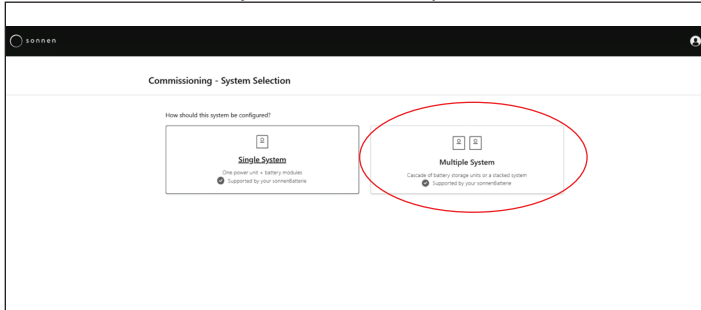 sonnen
Commissioning - System Selection
How should this system be configured?
Single System
One power unit + battery modules
Supported by your sonnenBatterie
Multiple System
Cascade of battery storage units or a stacked system
Supported by your sonnenBatterie